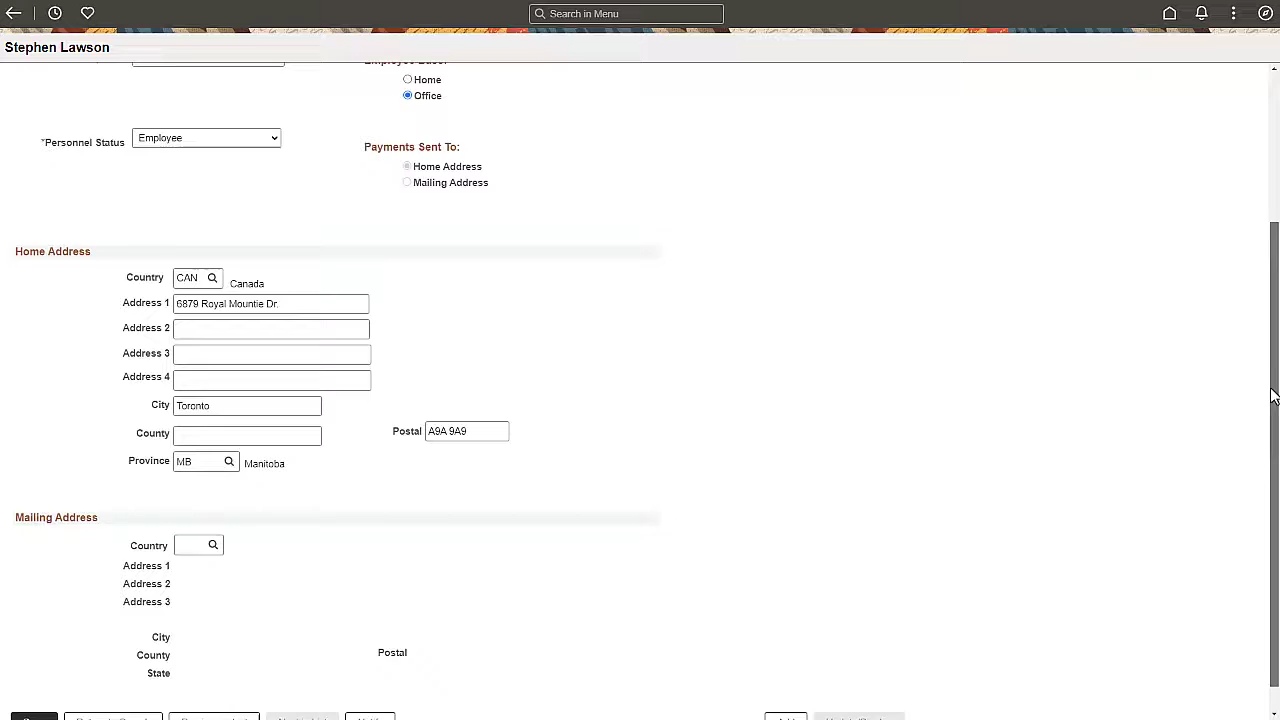 Search in Menu
Stephen Lawson
Home
Office
*Personnel Status Employee
Payments Sent To:
Home Address
Mailing Address
Home Address
Country CAN Canada
Address 1 6879 Royal Mountie Dr.
Address 2
Address 3
Address 4
City Toronto
County Postal A9A 9A9
Province MB Manitoba
Mailing Address
Country
Address 1
Address 2
Address 3
City
County Postal
State